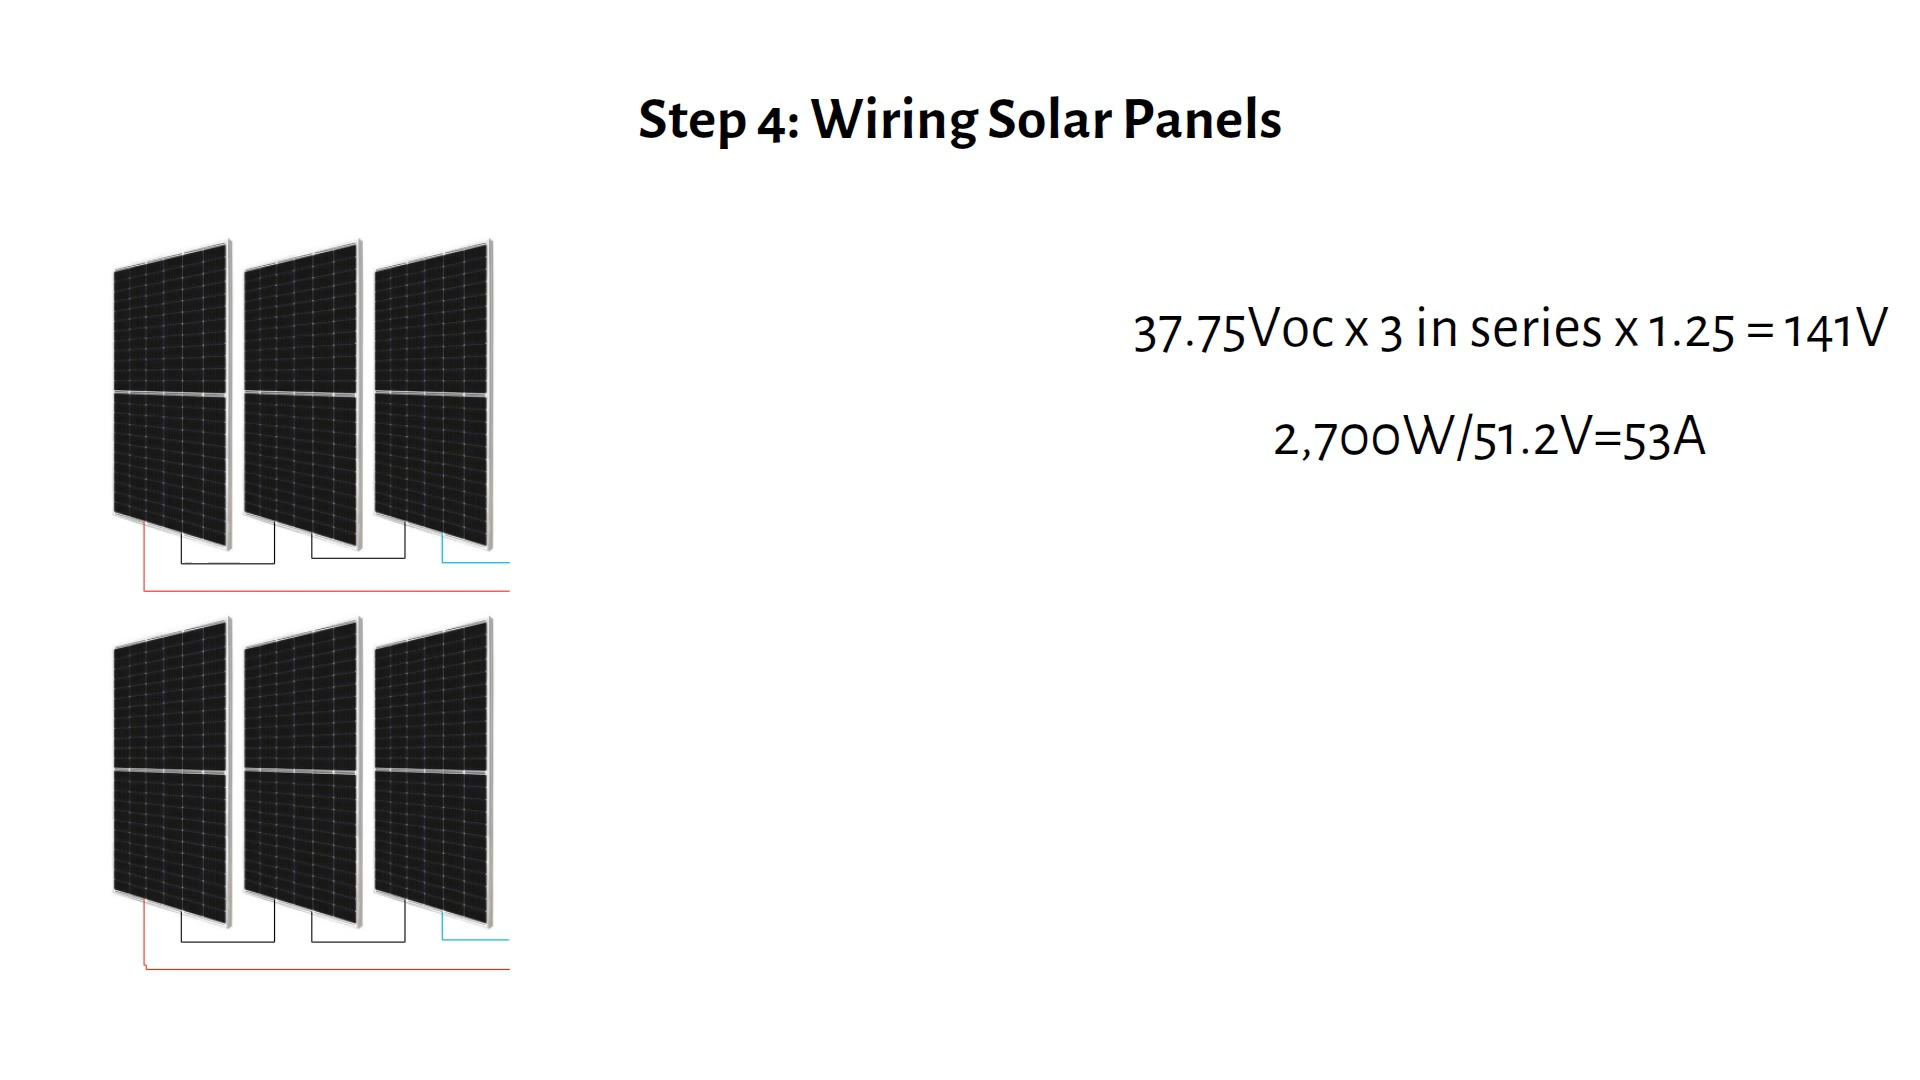 Step 4: Wiring Solar Panels
37.75Voc x 3 in series x 1.25 = 141V
2,700W/51.2V=53A